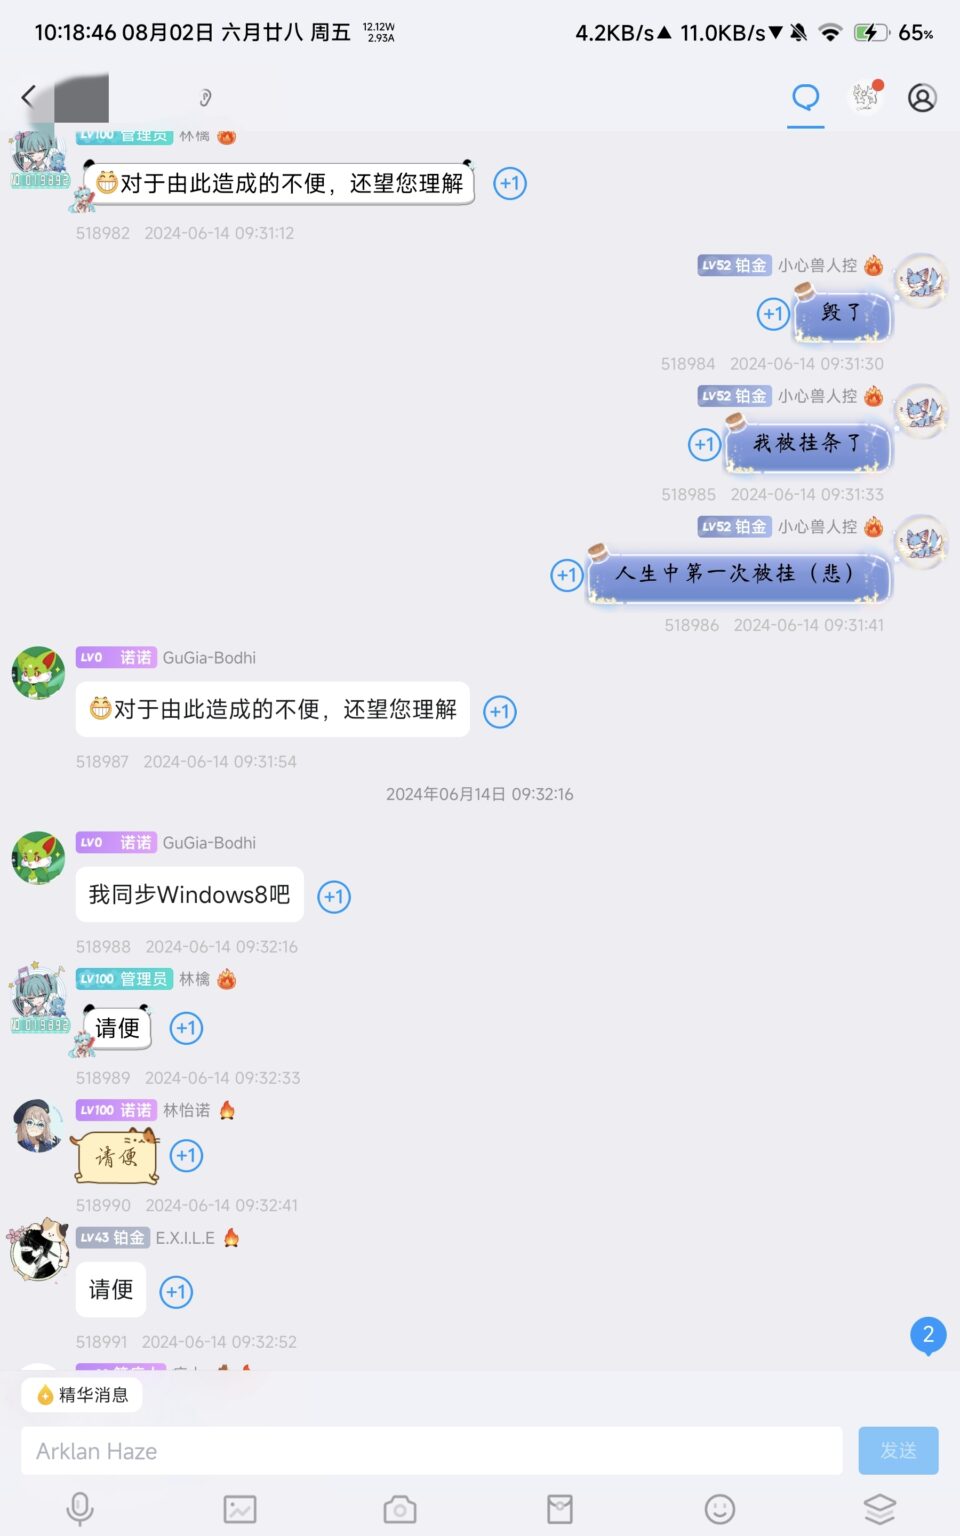 10:18:46 08月02日 六月廿八 周五 12.12W 2.93A 4.2KB/s▲ 11.0KB/s▼ 65%
LV100 管理员 林檎
😁对于由此造成的不便，还望您理解 +1
518982 2024-06-14 09:31:12
LV52 铂金 小心兽人控
+1 毁了
518984 2024-06-14 09:31:30
LV52 铂金 小心兽人控
+1 我被挂条了
518985 2024-06-14 09:31:33
LV52 铂金 小心兽人控
+1 人生中第一次被挂（悲）
518986 2024-06-14 09:31:41
LV0 诺诺 GuGia-Bodhi
😁对于由此造成的不便，还望您理解 +1
518987 2024-06-14 09:31:54
2024年06月14日 09:32:16
LV0 诺诺 GuGia-Bodhi
我同步Windows8吧 +1
518988 2024-06-14 09:32:16
LV100 管理员 林檎
请便 +1
518989 2024-06-14 09:32:33
LV100 诺诺 林怡诺
请便 +1
518990 2024-06-14 09:32:41
LV43 铂金 E.X.I.L.E
请便 +1
518991 2024-06-14 09:32:52
2
精华消息
Arklan Haze
发送